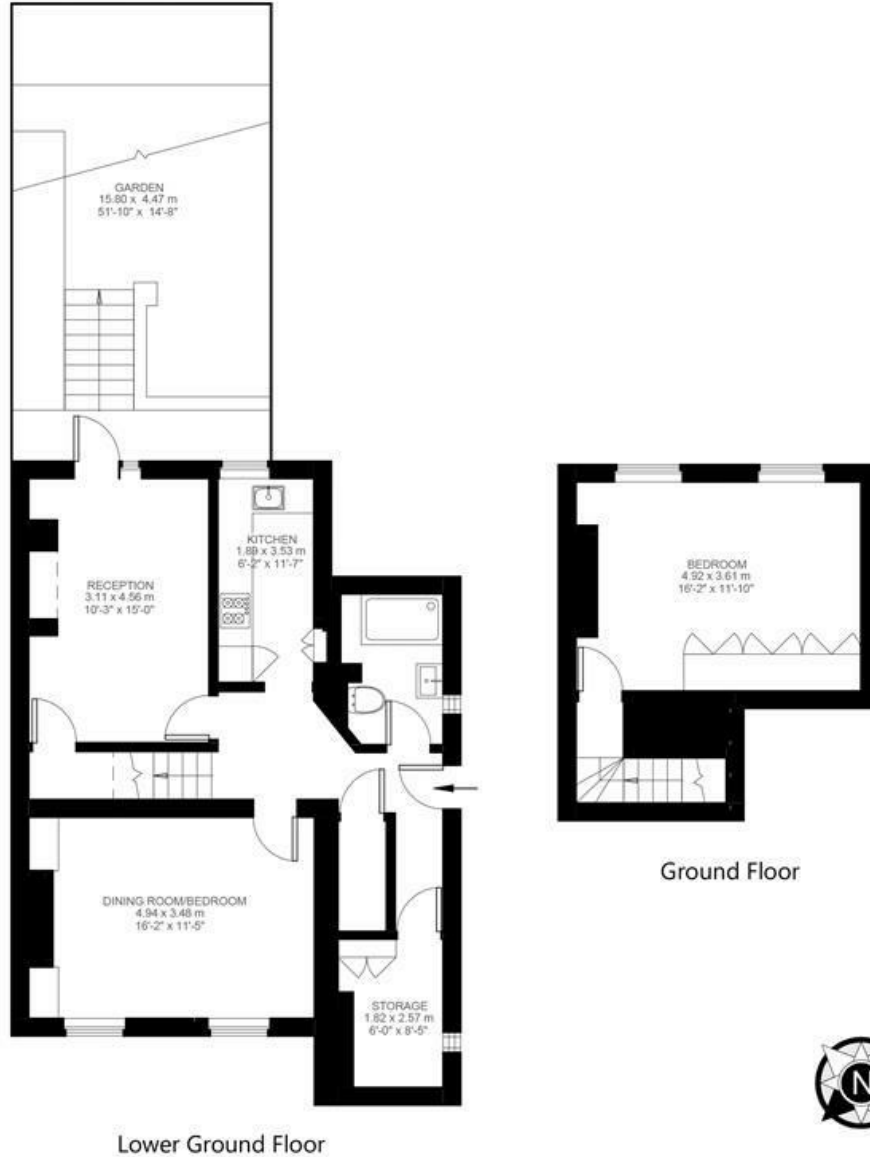 GARDEN
15.80 x 4.47 m
51'-10" x 14'-8"
KITCHEN
1.89 x 3.53 m
6'-2" x 11'-7"
RECEPTION
3.11 x 4.56 m
10'-3" x 15'-0"
BEDROOM
4.92 x 3.61 m
16'-2" x 11'-10"
DINING ROOM/BEDROOM
4.94 x 3.48 m
16'-2" x 11'-5"
STORAGE
1.82 x 2.57 m
6'-0" x 8'-5"
Ground Floor
Lower Ground Floor
N